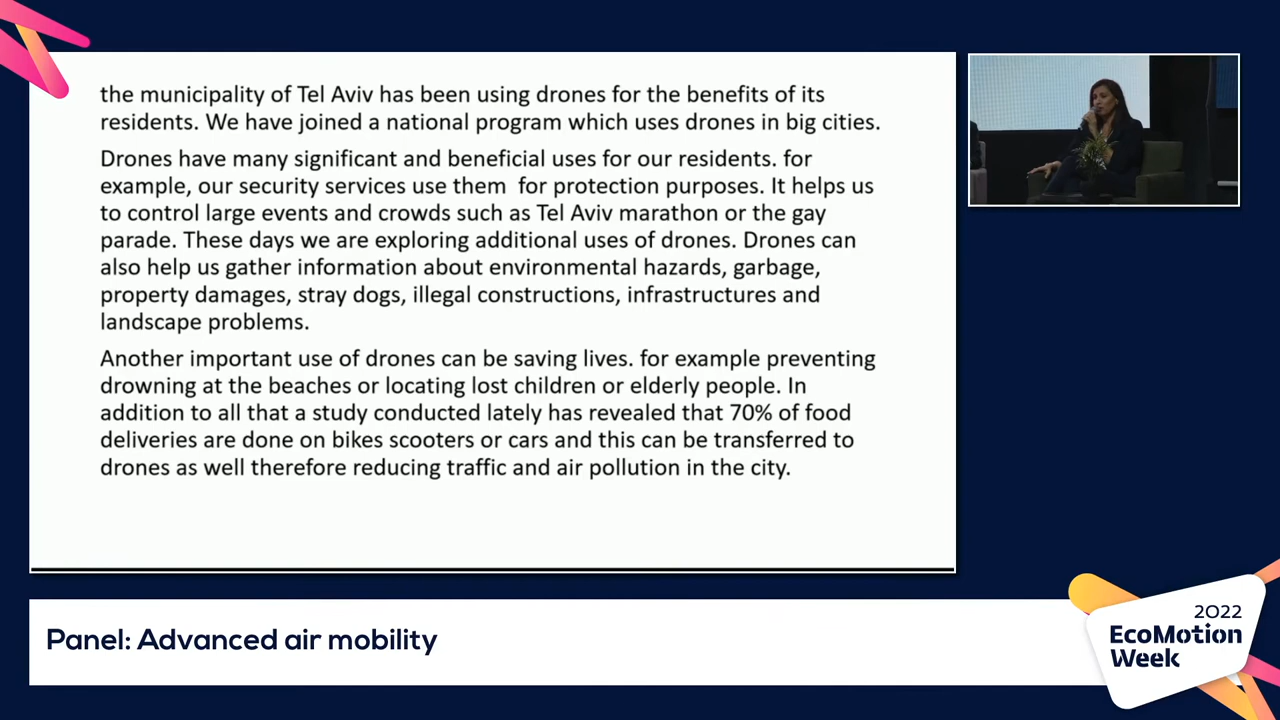 the municipality of Tel Aviv has been using drones for the benefits of its
residents. We have joined a national program which uses drones in big cities.
Drones have many significant and beneficial uses for our residents. for
example, our security services use them  for protection purposes. It helps us
to control large events and crowds such as Tel Aviv marathon or the gay
parade. These days we are exploring additional uses of drones. Drones can
also help us gather information about environmental hazards, garbage,
property damages, stray dogs, illegal constructions, infrastructures and
landscape problems.
Another important use of drones can be saving lives. for example preventing
drowning at the beaches or locating lost children or elderly people. In
addition to all that a study conducted lately has revealed that 70% of food
deliveries are done on bikes scooters or cars and this can be transferred to
drones as well therefore reducing traffic and air pollution in the city.
Panel: Advanced air mobility
2022
EcoMotion
Week